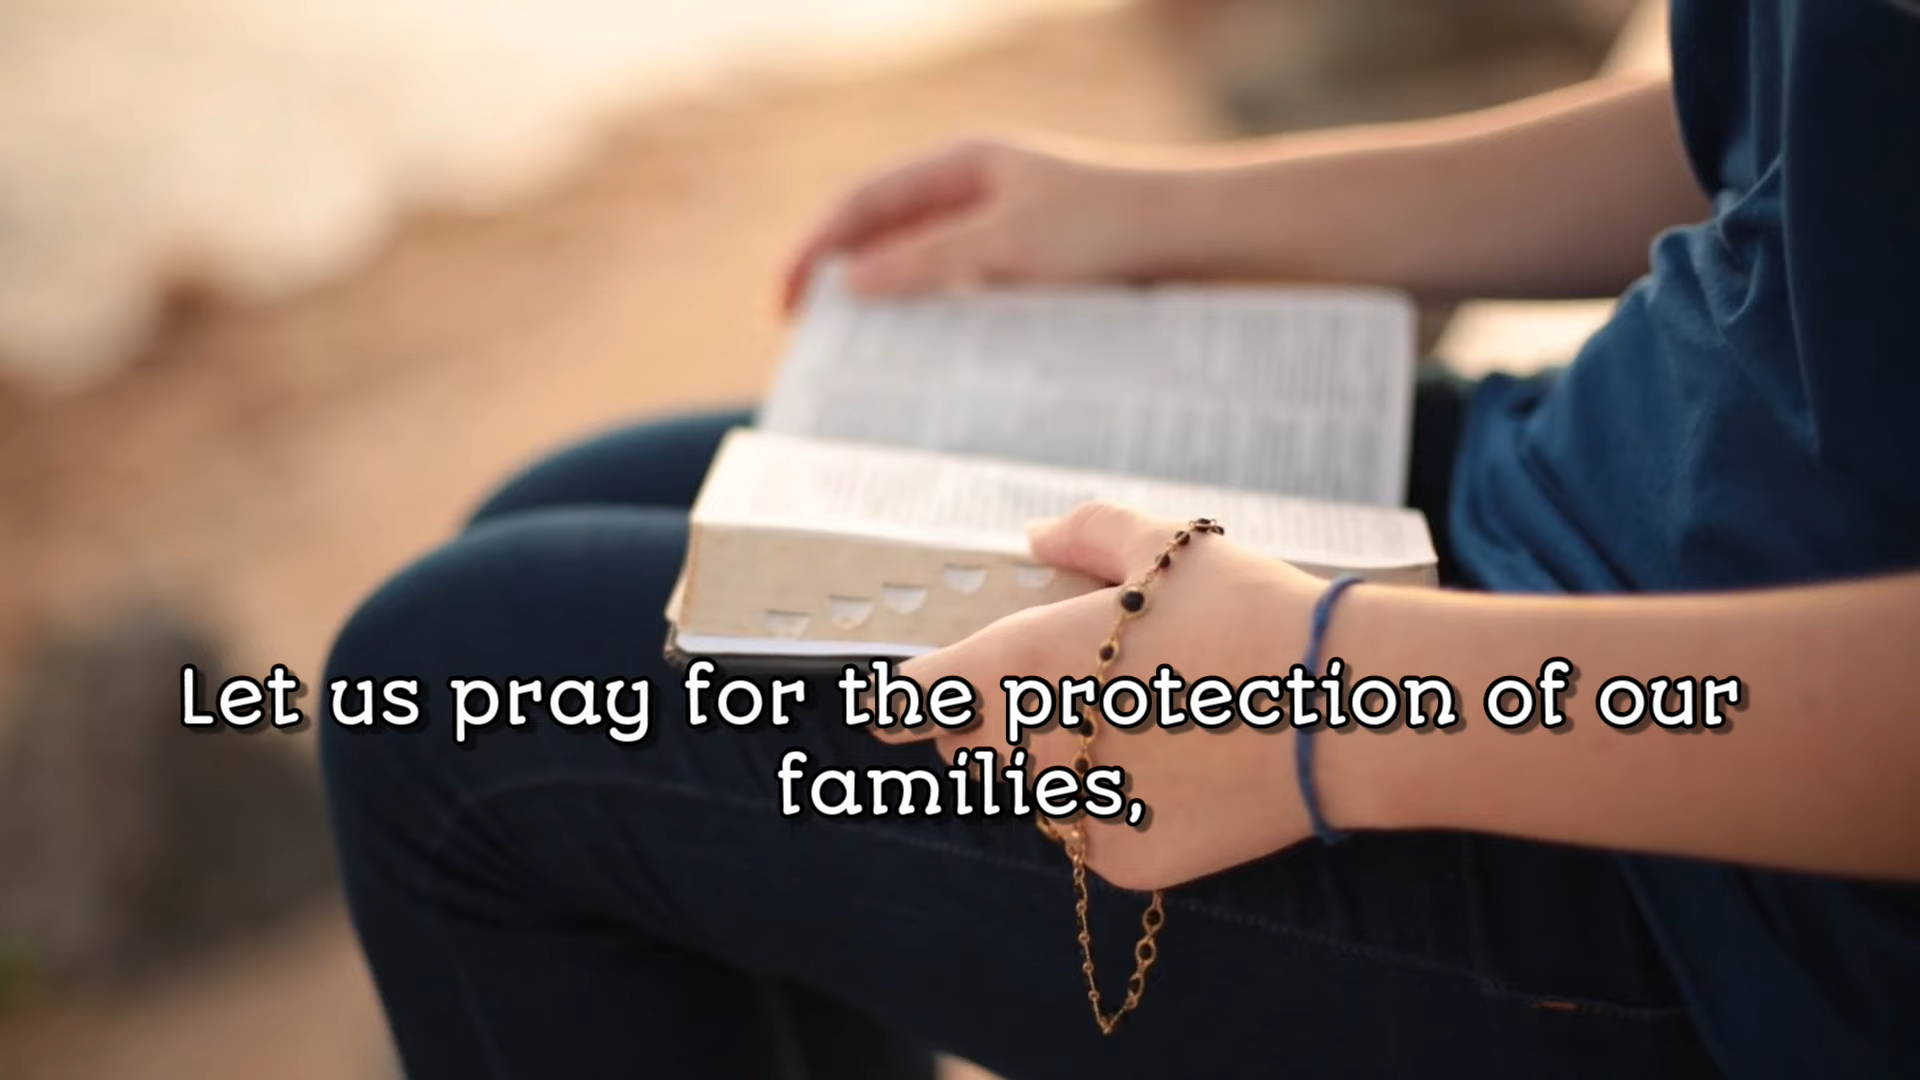 Let us pray for the protection of our
families,